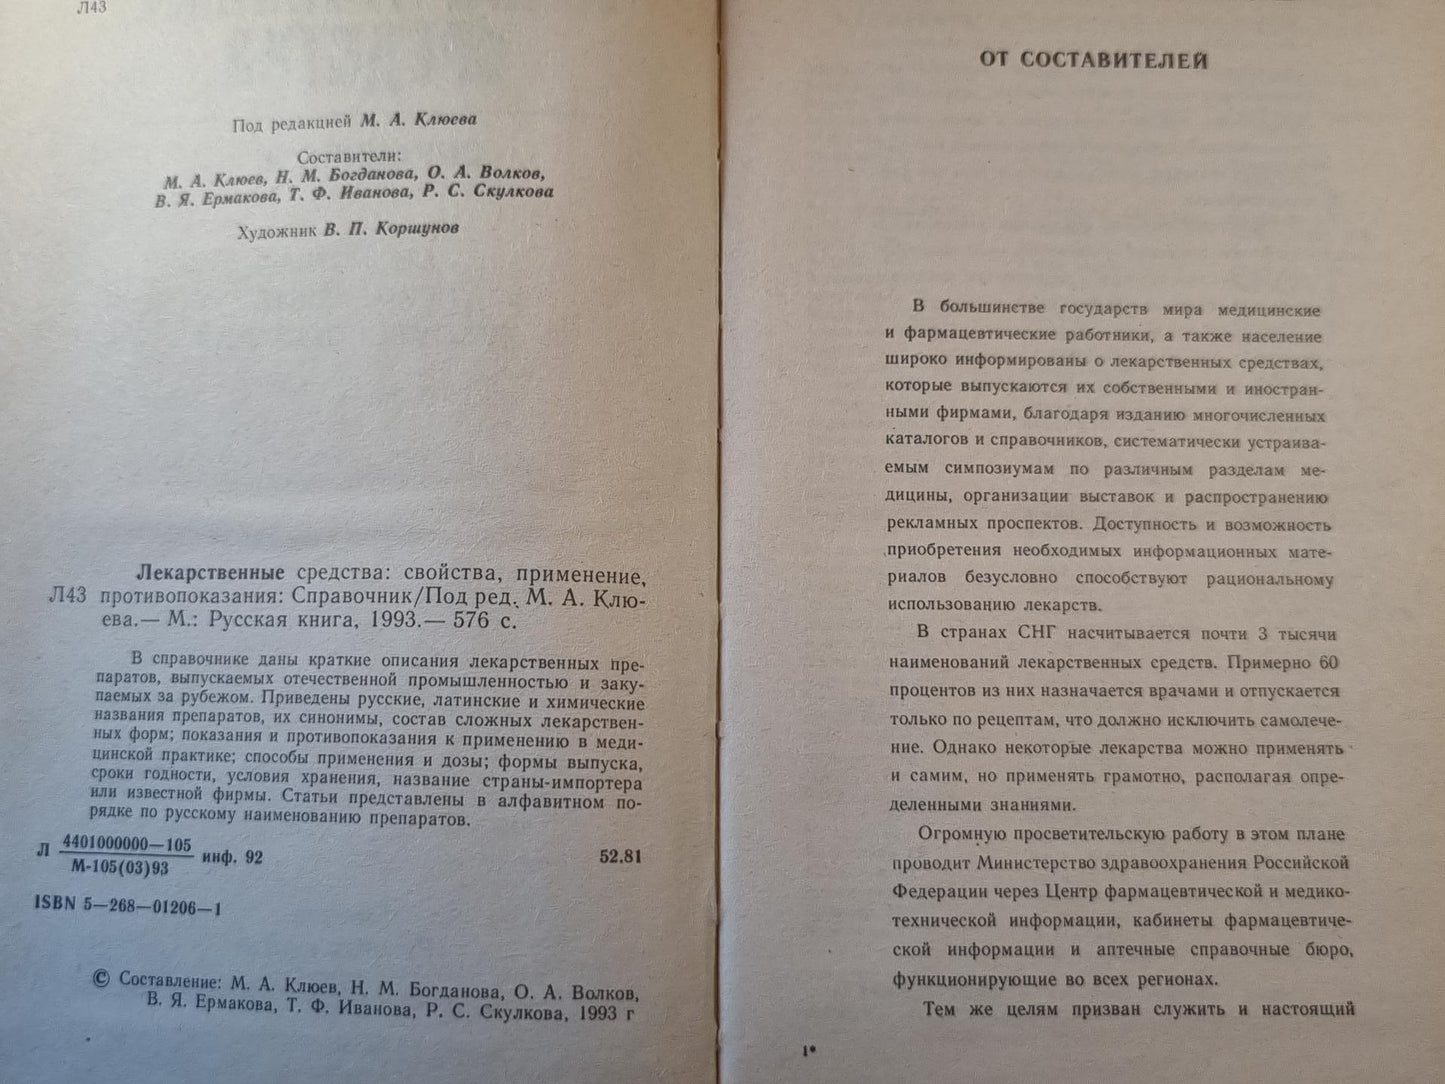 Л43
Под редакцией М. А. Клюева
Составители:
М. А. Клюев, Н. М. Богданова, О. А. Волков,
В. Я. Ермакова, Т. Ф. Иванова, Р. С. Скулкова
Художник В. П. Коршунов
Лекарственные средства: свойства, применение,
Л43 противопоказания: Справочник/Под ред. М. А. Клю-
ева.— М.: Русская книга, 1993.— 576 с.
В справочнике даны краткие описания лекарственных пре-
паратов, выпускаемых отечественной промышленностью и заку-
паемых за рубежом. Приведены русские, латинские и химические
названия препаратов, их синонимы, состав сложных лекарствен-
ных форм; показания и противопоказания к применению в меди-
цинской практике; способы применения и дозы; формы выпуска,
сроки годности, условия хранения, название страны-импортера
или известной фирмы. Статьи представлены в алфавитном по-
рядке по русскому наименованию препаратов.
Л 4401000000—105
М-105(03)93 инф. 92 52.81
ISBN 5—268—01206—1
© Составление: М. А. Клюев, Н. М. Богданова, О. А. Волков,
В. Я. Ермакова, Т. Ф. Иванова, Р. С. Скулкова, 1993 г
ОТ СОСТАВИТЕЛЕЙ
В большинстве государств мира медицинские
и фармацевтические работники, а также население
широко информированы о лекарственных средствах,
которые выпускаются их собственными и иностран-
ными фирмами, благодаря изданию многочисленных
каталогов и справочников, систематически устраива-
емым симпозиумам по различным разделам ме-
дицины, организации выставок и распространению
рекламных проспектов. Доступность и возможность
приобретения необходимых информационных мате-
риалов безусловно способствуют рациональному
использованию лекарств.
В странах СНГ насчитывается почти 3 тысячи
наименований лекарственных средств. Примерно 60
процентов из них назначается врачами и отпускается
только по рецептам, что должно исключить самолече-
ние. Однако некоторые лекарства можно применять
и самим, но применять грамотно, располагая опре-
деленными знаниями.
Огромную просветительскую работу в этом плане
проводит Министерство здравоохранения Российской
Федерации через Центр фармацевтической и медико-
технической информации, кабинеты фармацевтиче-
ской информации и аптечные справочные бюро,
функционирующие во всех регионах.
Тем же целям призван служить и настоящий
1*